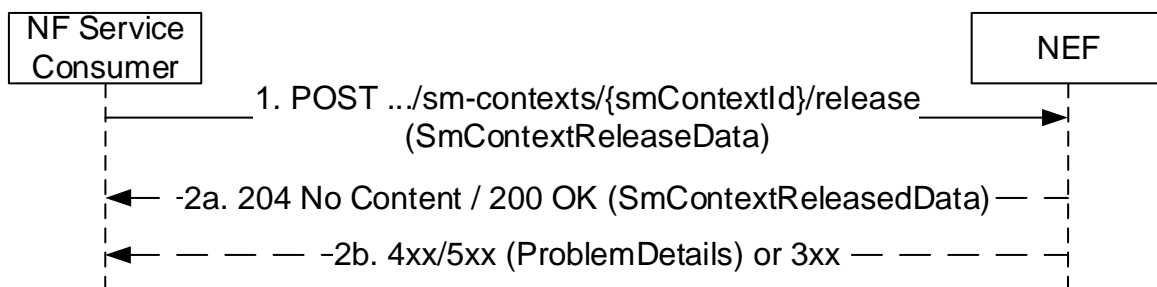 NF Service
Consumer
NEF
1. POST .../sm-contexts/{smContextId}/release
(SmContextReleaseData)
2a. 204 No Content / 200 OK (SmContextReleasedData)
2b. 4xx/5xx (ProblemDetails) or 3xx